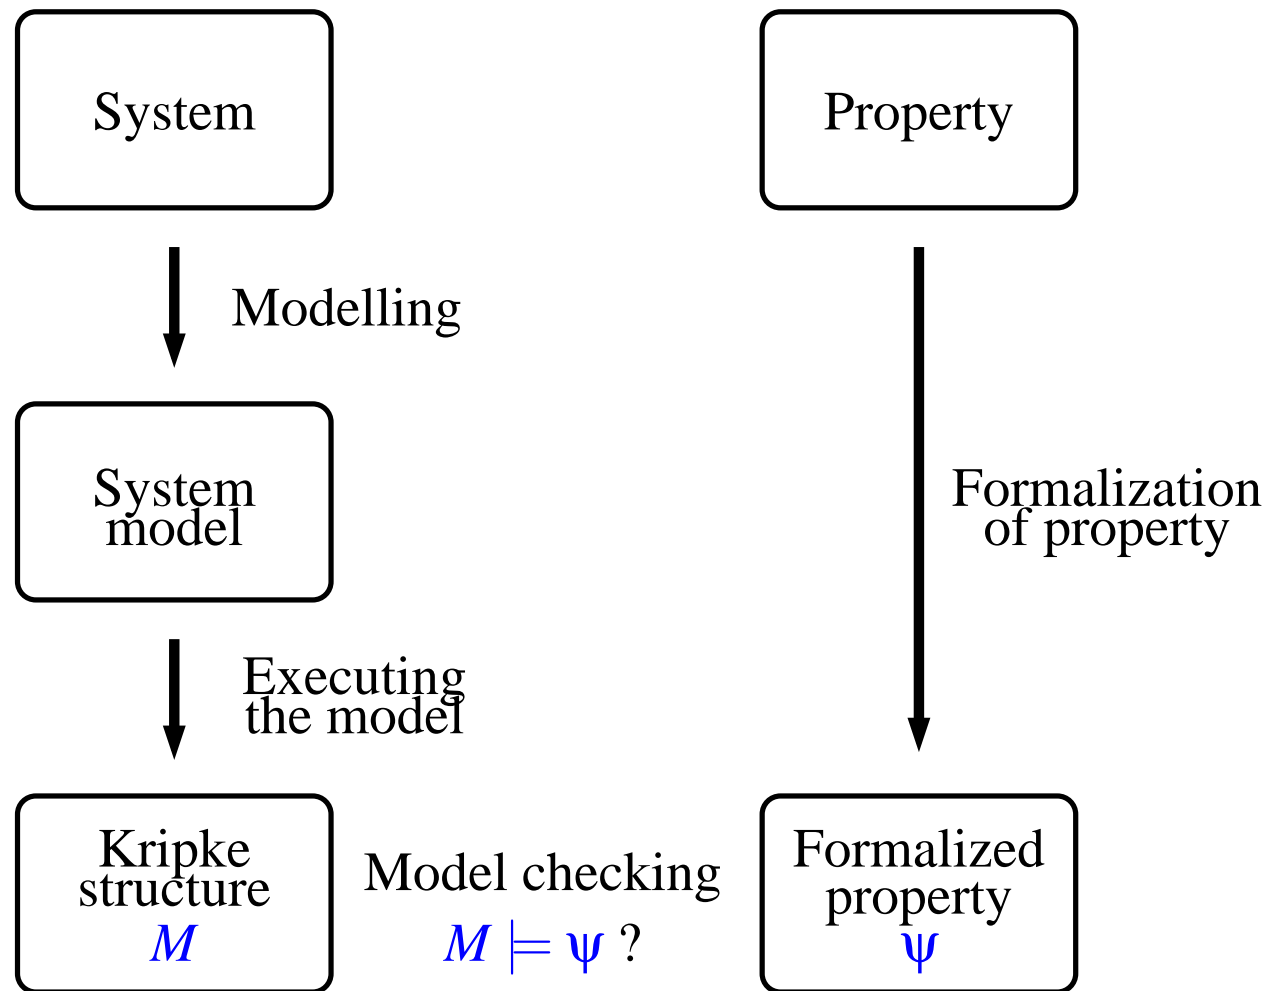 System
Property
Modelling
System
model
Formalization
of property
Executing
the model
Kripke
structure
M
Model checking
M ⊨ ψ ?
Formalized
property
ψ